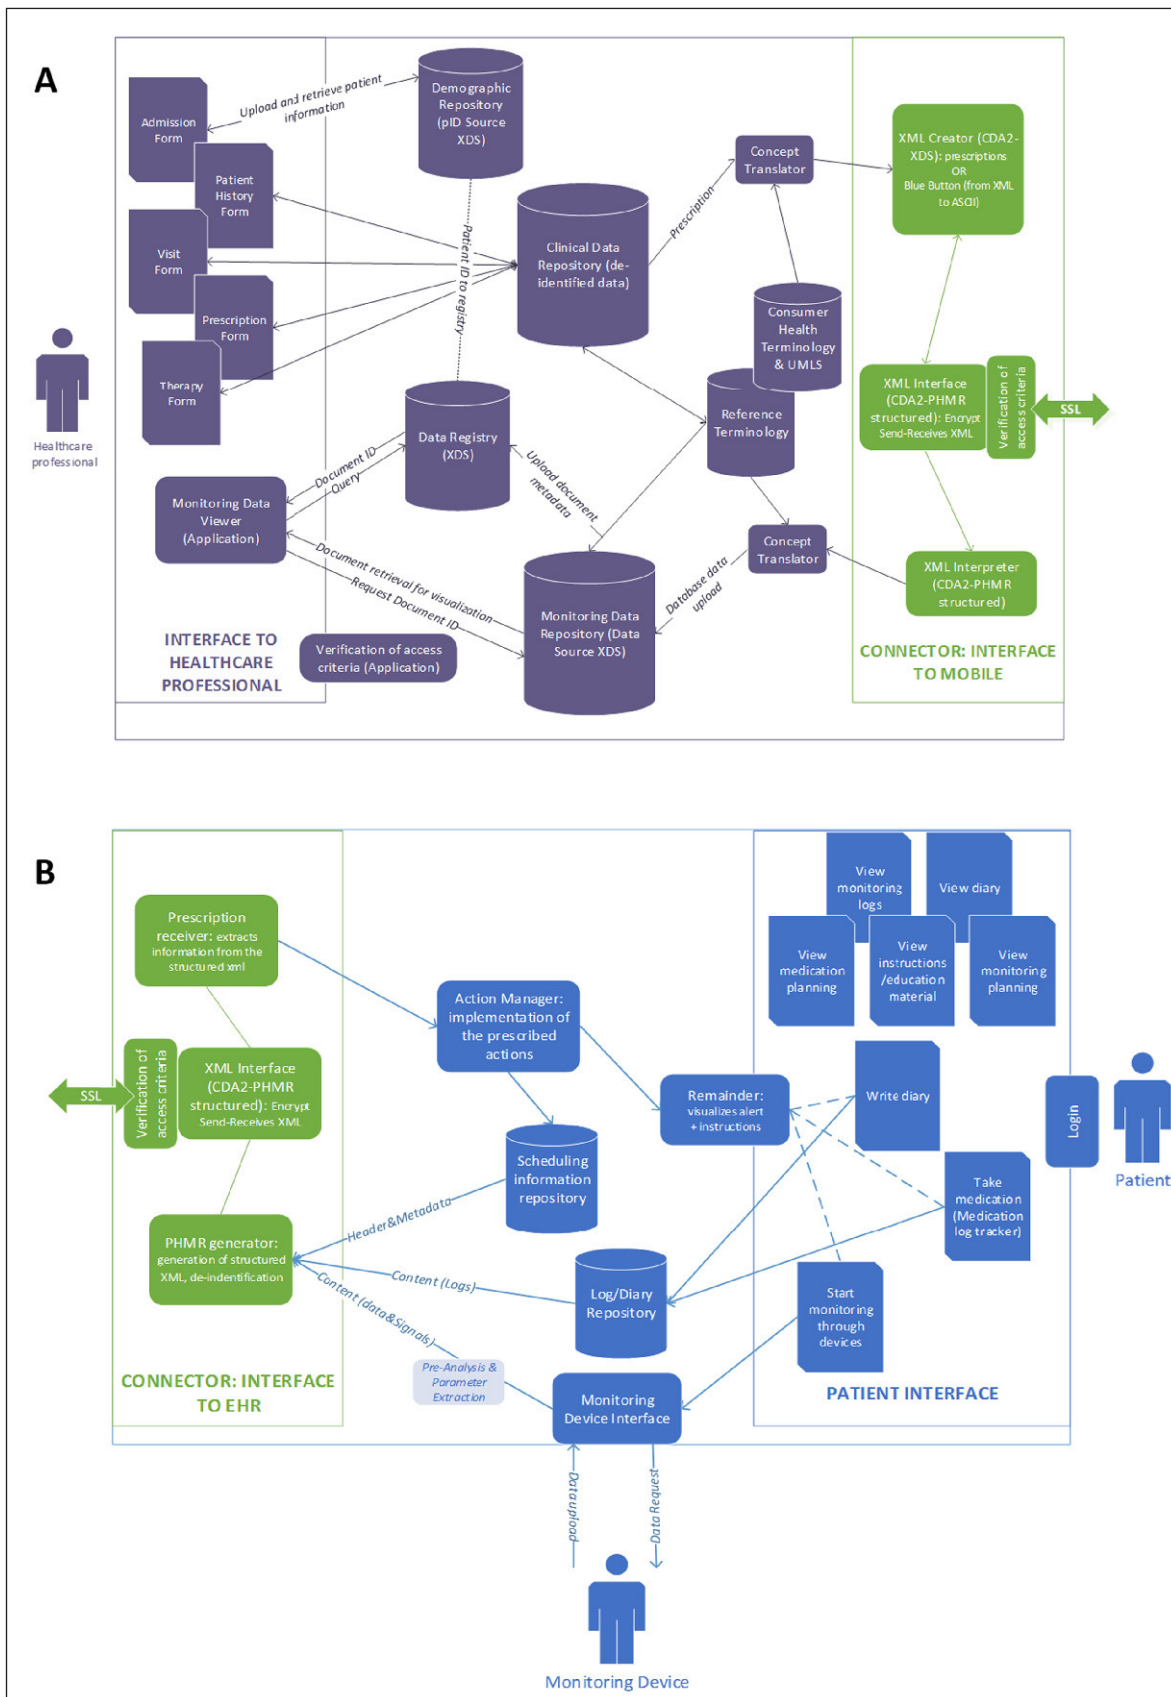 A
Admission
Form
Patient
History
Form
Visit
Form
Prescription
Form
Therapy
Form
Healthcare
professional
Upload and retrieve patient
information
Demographic
Repository
(pID Source
XDS)
Patient ID to registry
Clinical Data
Repository (de-
identified data)
Prescription
Concept
Translator
Consumer
Health
Terminology
& UMLS
Reference
Terminology
Data Registry
(XDS)
Document ID
Query
Upload document
metadata
Monitoring Data
Viewer
(Application)
Document retrieval for visualization
Request Document ID
Monitoring Data
Repository (Data
Source XDS)
Database data
upload
Concept
Translator
Verification of access
criteria (Application)
INTERFACE TO
HEALTHCARE
PROFESSIONAL
XML Creator (CDA2-
XDS): prescriptions
OR
Blue Button (from XML
to ASCII)
XML Interface
(CDA2-PHMR
structured): Encrypt
Send-Receives XML
Verification of
access criteria
SSL
XML Interpreter
(CDA2-PHMR
structured)
CONNECTOR: INTERFACE
TO MOBILE
B
Prescription
receiver: extracts
information from the
structured xml
SSL
Verification of
access criteria
XML Interface
(CDA2-PHMR
structured): Encrypt
Send-Receives XML
PHMR generator:
generation of structured
XML, de-indentification
CONNECTOR: INTERFACE
TO EHR
Action Manager:
implementation of
the prescribed
actions
Scheduling
information
repository
Header&Metadata
Content (Logs)
Content (data&Signals)
Log/Diary
Repository
Pre-Analysis &
Parameter
Extraction
Monitoring
Device Interface
Remainder:
visualizes alert
+ instructions
View
monitoring
logs
View diary
View
medication
planning
View
instructions
/education
material
View
monitoring
planning
Write diary
Take
medication
(Medication
log tracker)
Start
monitoring
through
devices
PATIENT INTERFACE
Login
Patient
Data upload
Data Request
Monitoring Device